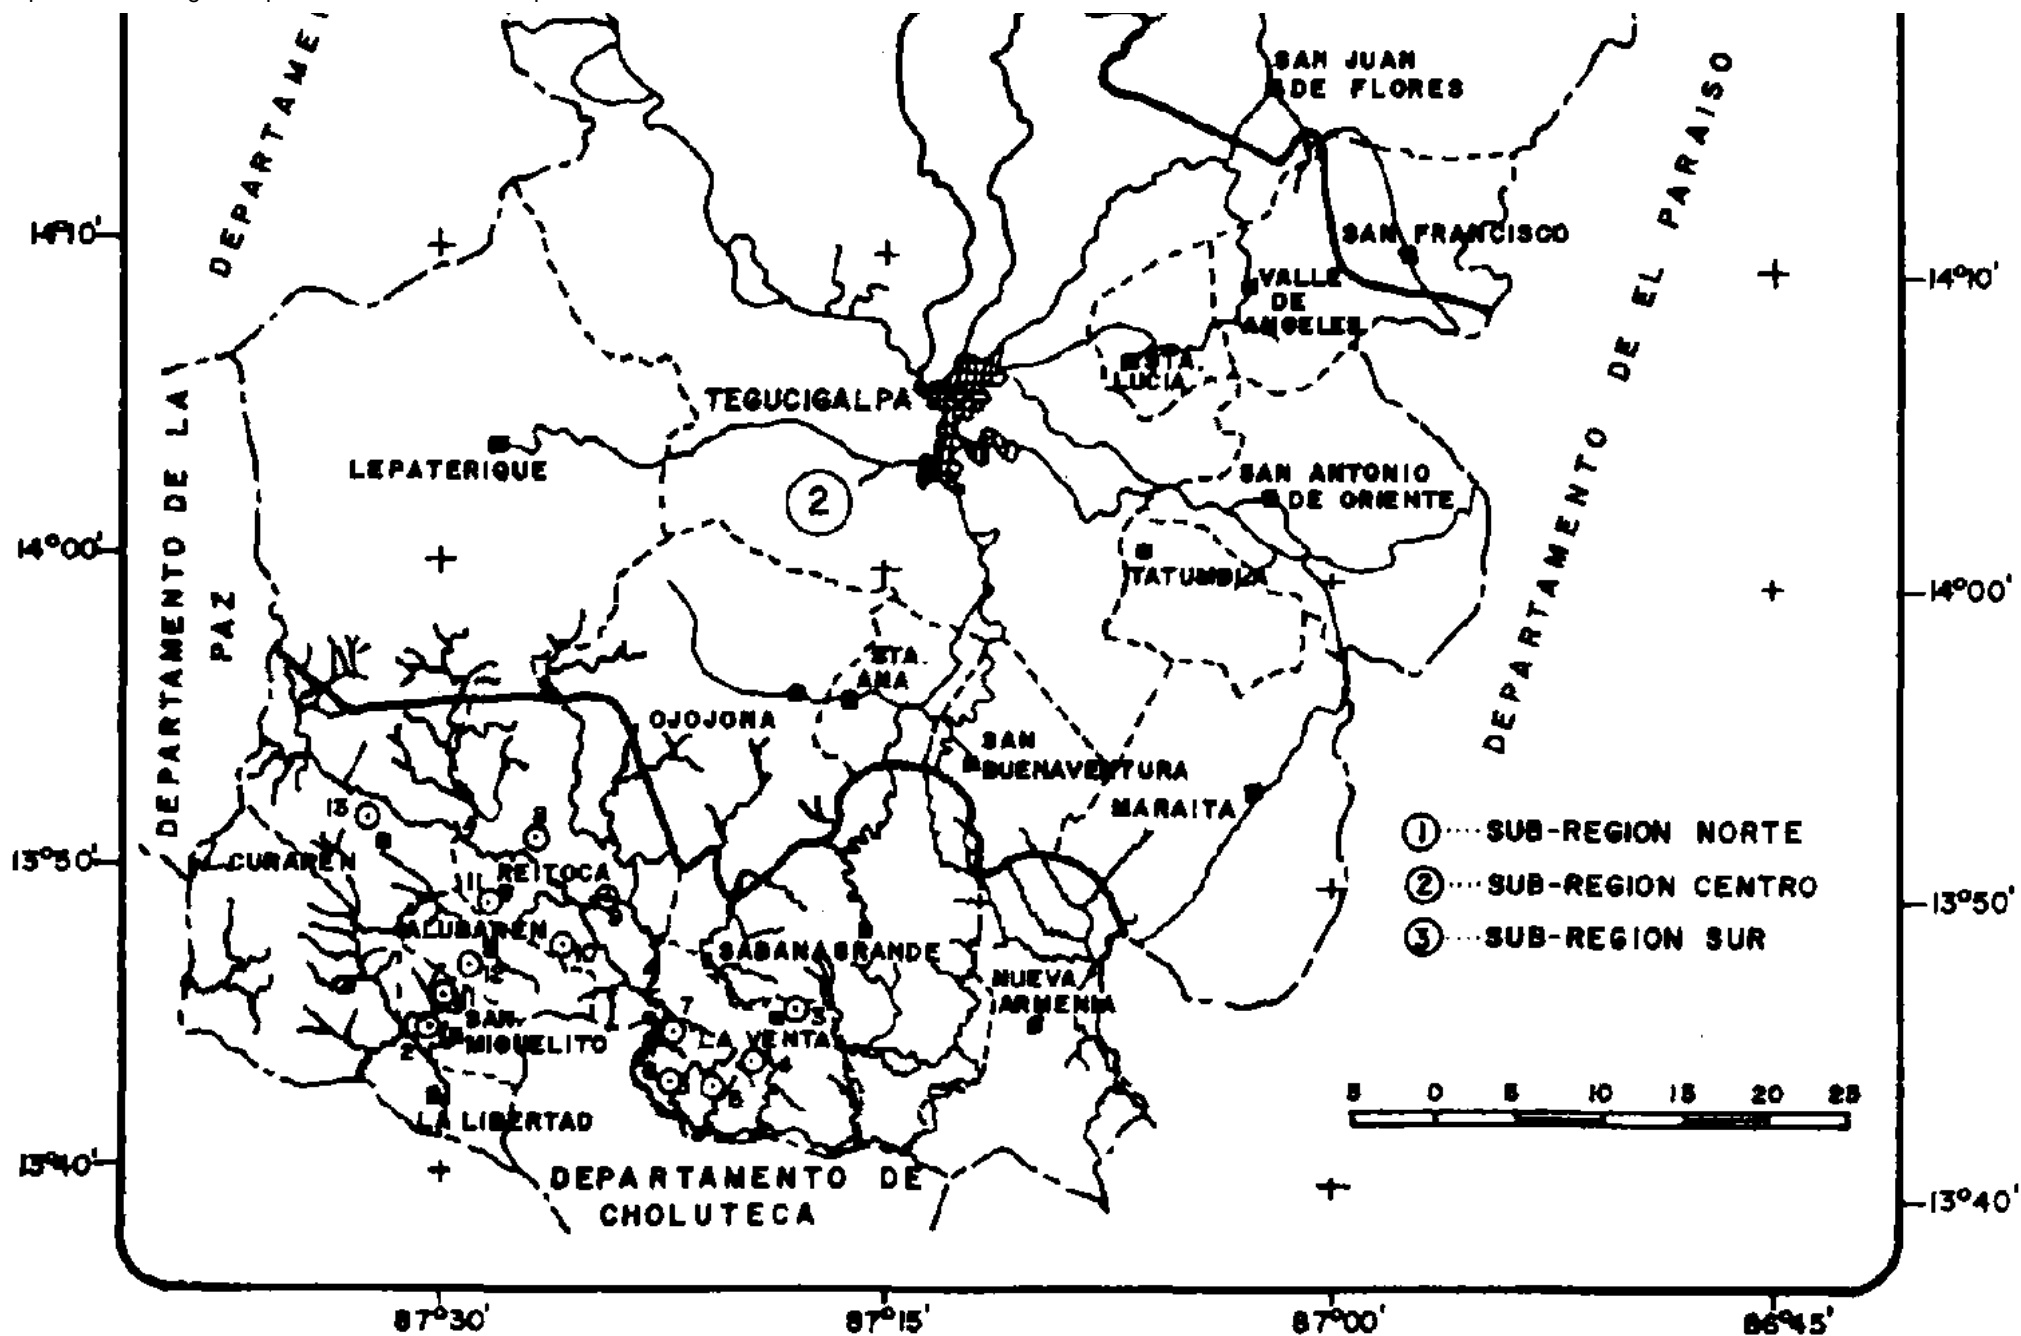 DEPARTAMEN
SAN JUAN
DE FLORES
DEPARTAMENTO DE EL PARAISO
14°10'
14°10'
SAN FRANCISCO
VALLE
DE
ANGELES
STA.
LUCIA
TEGUCIGALPA
LEPATERIQUE
2
SAN ANTONIO
DE ORIENTE
14°00'
14°00'
TATUMBLA
DEPARTAMENTO DE LA
PAZ
STA.
ANA
OJOJONA
SAN
BUENAVENTURA
MARAITA
13
1 SUB-REGION NORTE
2 SUB-REGION CENTRO
3 SUB-REGION SUR
13°50'
13°50'
CURAREN
REITOCA
11
9
ALUBAREN
10
12
SABANAGRANDE
NUEVA
ARMENIA
1
SAN
MIGUELITO
2
7
3
LA VENTA
4
LA LIBERTAD
5 0 5 10 15 20 25
13°40'
13°40'
DEPARTAMENTO DE
CHOLUTECA
87°30' 87°15' 87°00' 86°45'